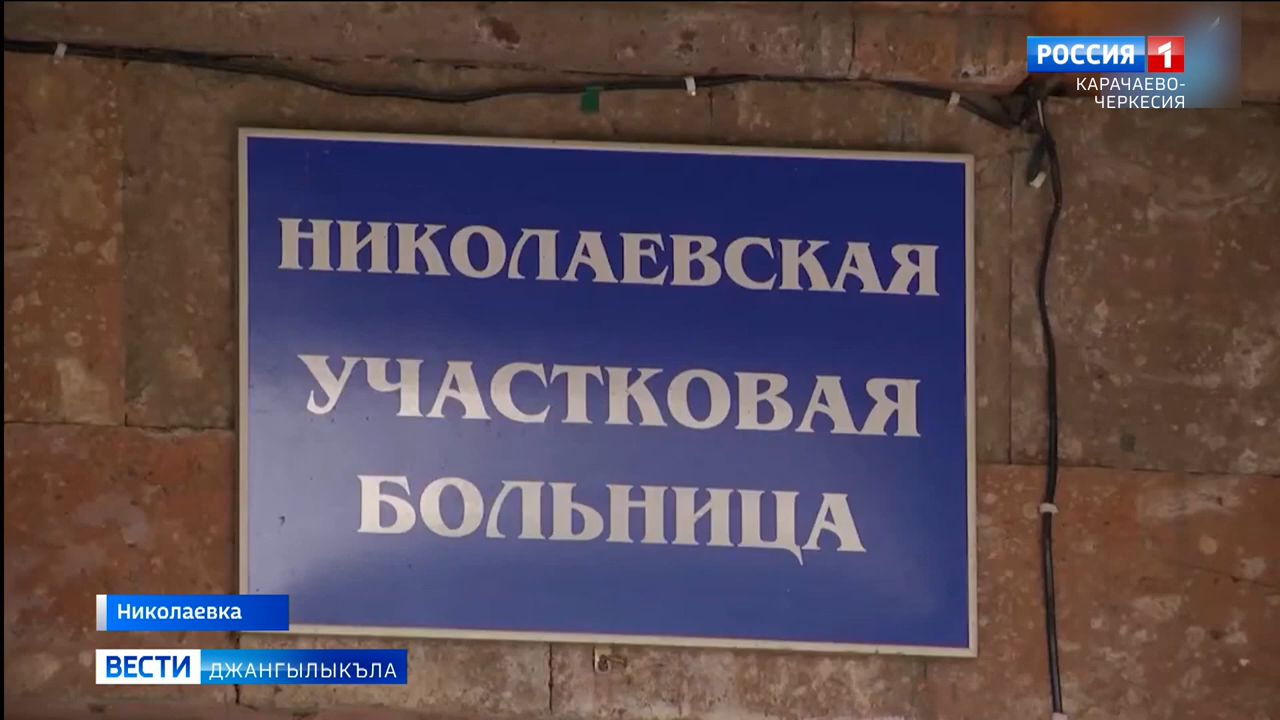 РОССИЯ 1
КАРАЧАЕВО-
ЧЕРКЕСИЯ
НИКОЛАЕВСКАЯ
УЧАСТКОВАЯ
БОЛЬНИЦА
Николаевка
ВЕСТИ ДЖАНГЫЛЫКЪЛА